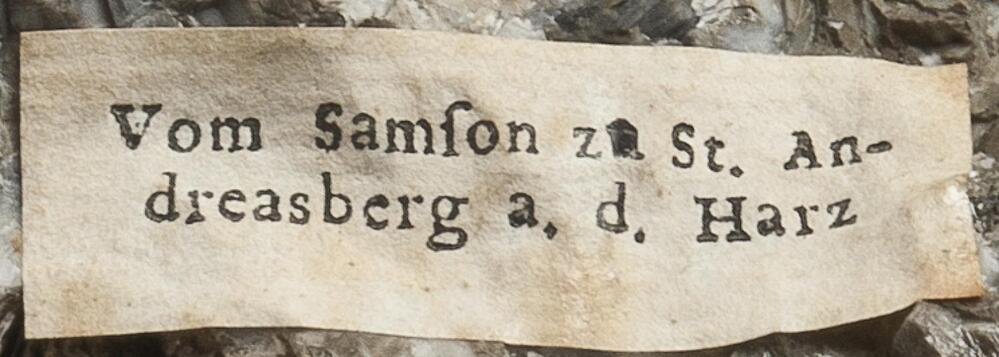 Vom Samſon zu St. An-
dreasberg a. d. Harz